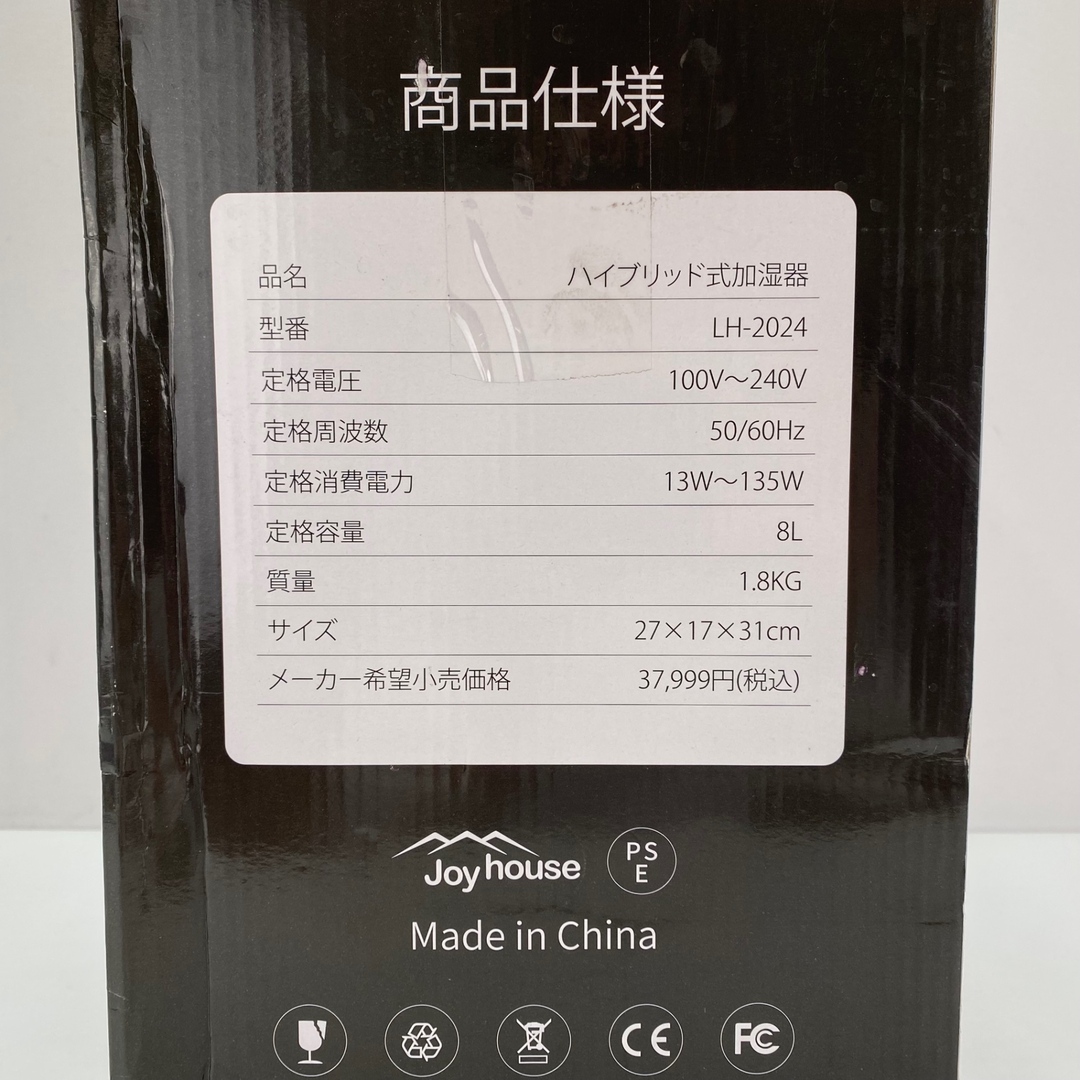 商品仕様
品名 ハイブリッド式加湿器
型番 LH-2024
定格電圧 100V～240V
定格周波数 50/60Hz
定格消費電力 13W～135W
定格容量 8L
質量 1.8KG
サイズ 27×17×31cm
メーカー希望小売価格 37,999円(税込)
Joyhouse PS E
Made in China
CE FC